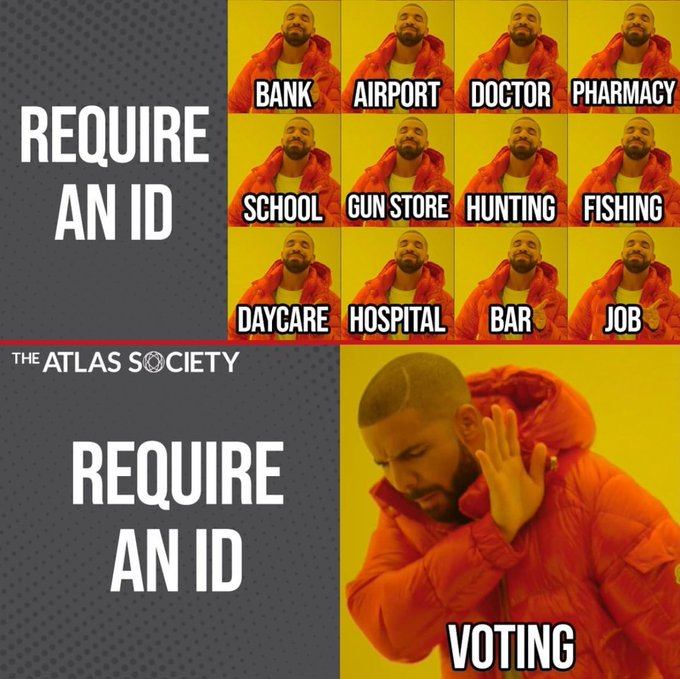 REQUIRE
AN ID
BANK
AIRPORT
DOCTOR
PHARMACY
SCHOOL
GUN STORE
HUNTING
FISHING
DAYCARE
HOSPITAL
BAR
JOB
THE ATLAS SOCIETY
REQUIRE
AN ID
VOTING